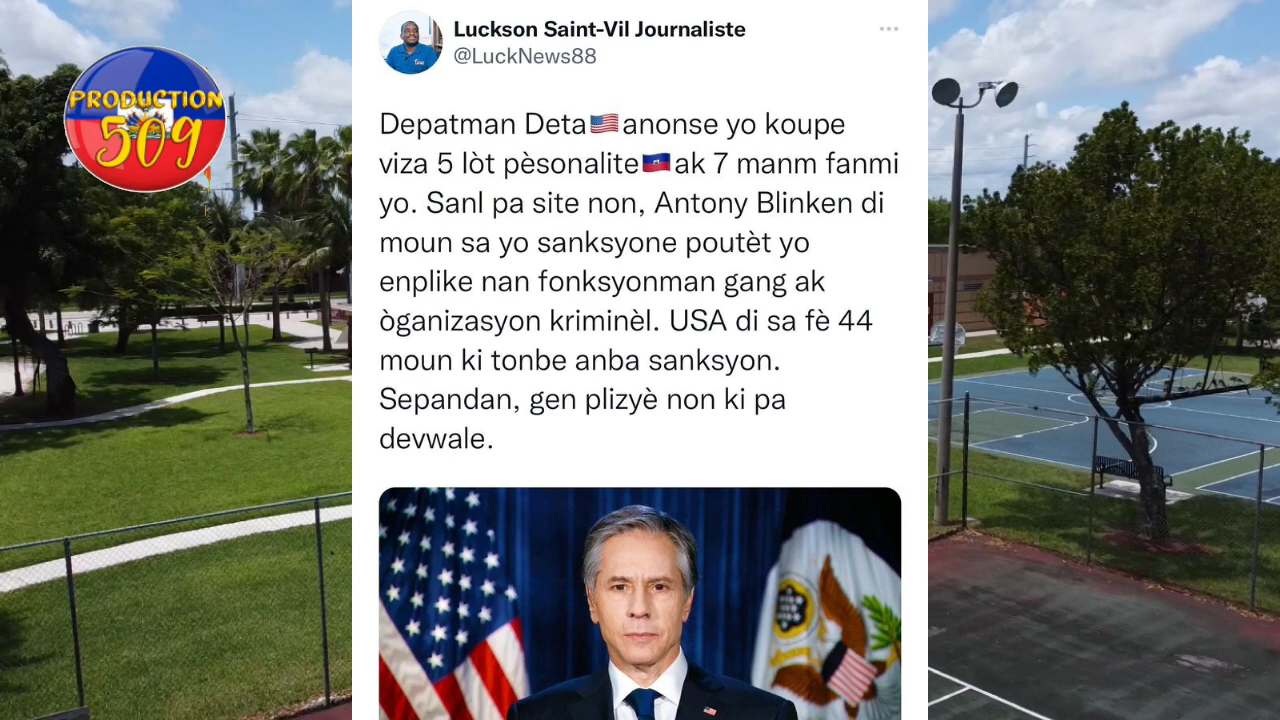 PRODUCTION
509
Luckson Saint-Vil Journaliste
@LuckNews88
Depatman Deta🇺🇸anonse yo koupe
viza 5 lòt pèsonalite🇭🇹ak 7 manm fanmi
yo. Sanl pa site non, Antony Blinken di
moun sa yo sanksyone poutèt yo
enplike nan fonksyonman gang ak
òganizasyon kriminèl. USA di sa fè 44
moun ki tonbe anba sanksyon.
Sepandan, gen plizyè non ki pa
devwale.